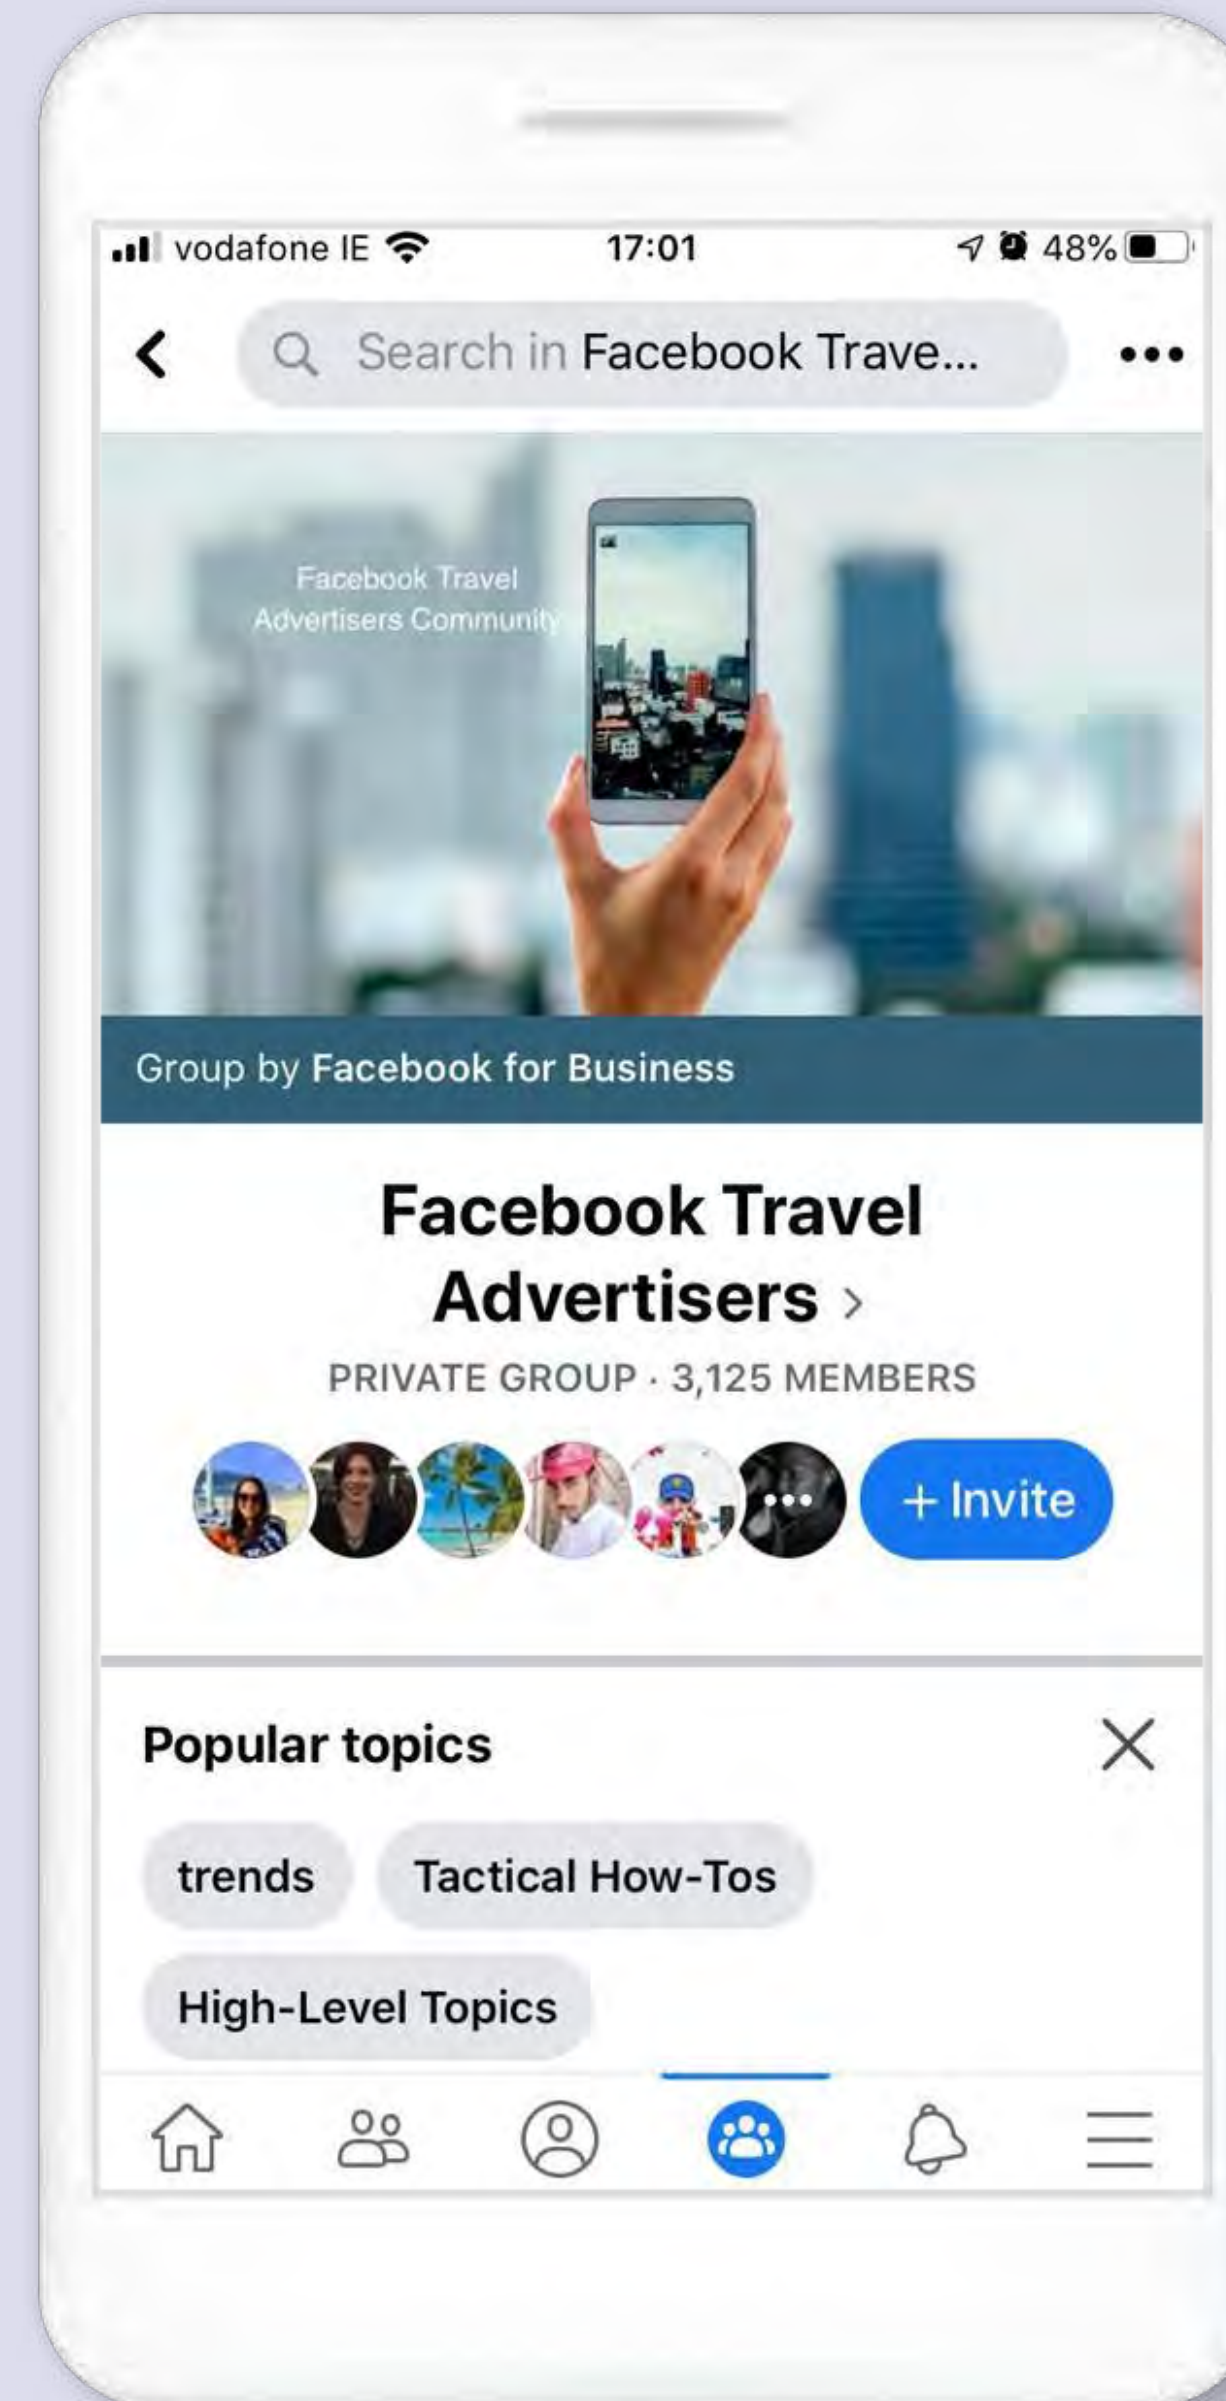 vodafone IE 17:01 48%
Search in Facebook Trave...
Facebook Travel
Advertisers Community
Group by Facebook for Business
Facebook Travel
Advertisers >
PRIVATE GROUP · 3,125 MEMBERS
+ Invite
Popular topics
trends Tactical How-Tos
High-Level Topics